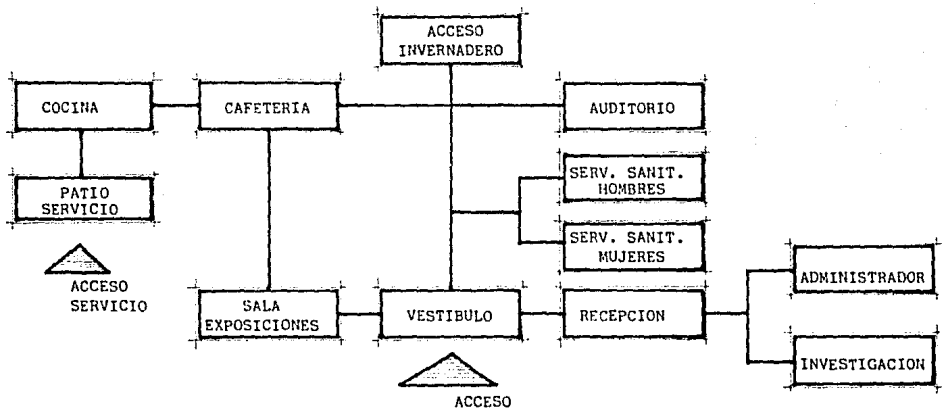 ACCESO
INVERNADERO
COCINA
CAFETERIA
AUDITORIO
PATIO
SERVICIO
SERV. SANIT.
HOMBRES
SERV. SANIT.
MUJERES
ACCESO
SERVICIO
SALA
EXPOSICIONES
VESTIBULO
RECEPCION
ADMINISTRADOR
INVESTIGACION
ACCESO